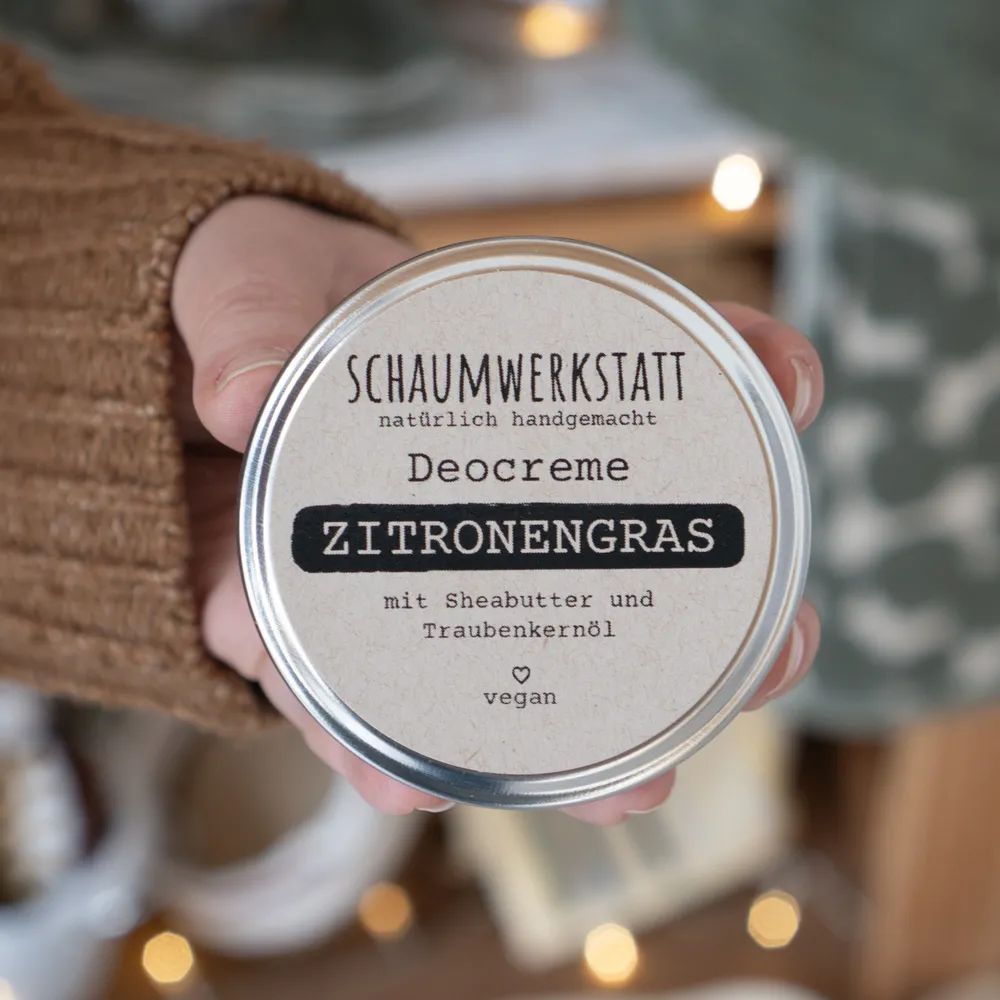 SCHAUMWERKSTATT
natürlich handgemacht
Deocreme
ZITRONENGRAS
mit Sheabutter und
Traubenkernöl
vegan